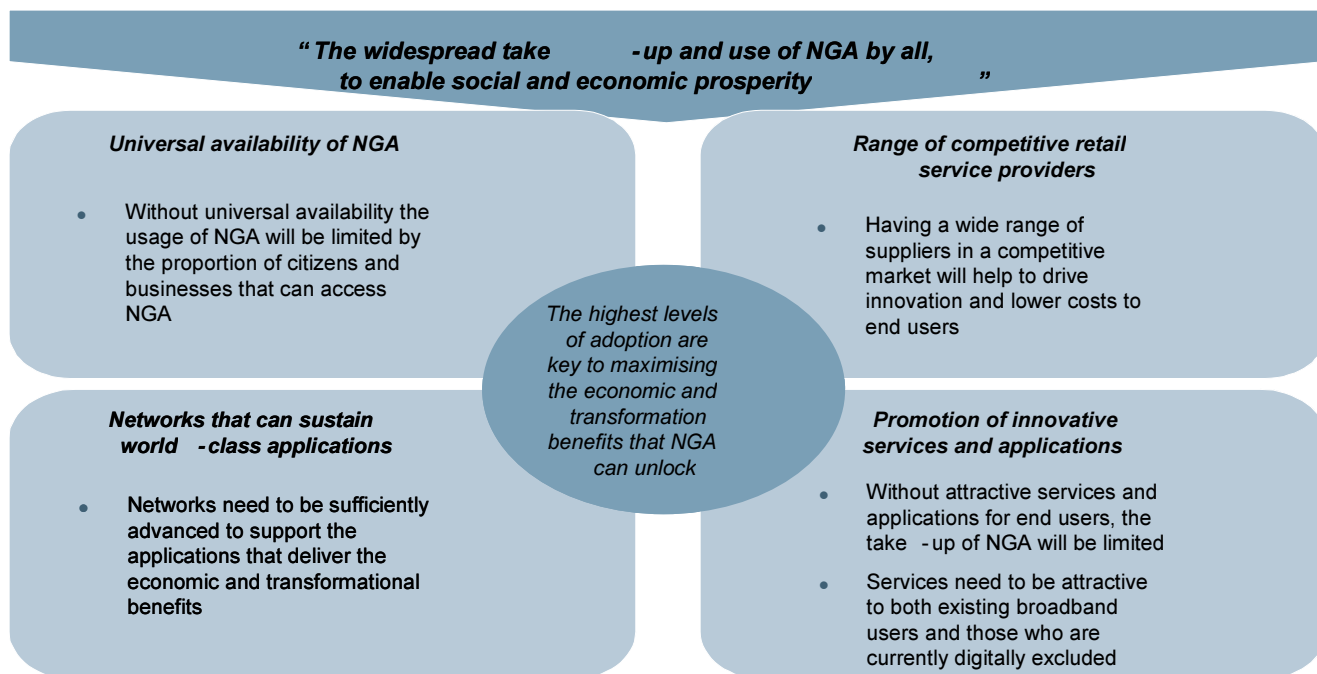 “ The widespread take -up and use of NGA by all,
to enable social and economic prosperity ”
Universal availability of NGA
• Without universal availability the
usage of NGA will be limited by
the proportion of citizens and
businesses that can access
NGA
Range of competitive retail
service providers
• Having a wide range of
suppliers in a competitive
market will help to drive
innovation and lower costs to
end users
The highest levels
of adoption are
key to maximising
the economic and
transformation
benefits that NGA
can unlock
Networks that can sustain
world -class applications
• Networks need to be sufficiently
advanced to support the
applications that deliver the
economic and transformational
benefits
Promotion of innovative
services and applications
• Without attractive services and
applications for end users, the
take -up of NGA will be limited
• Services need to be attractive
to both existing broadband
users and those who are
currently digitally excluded